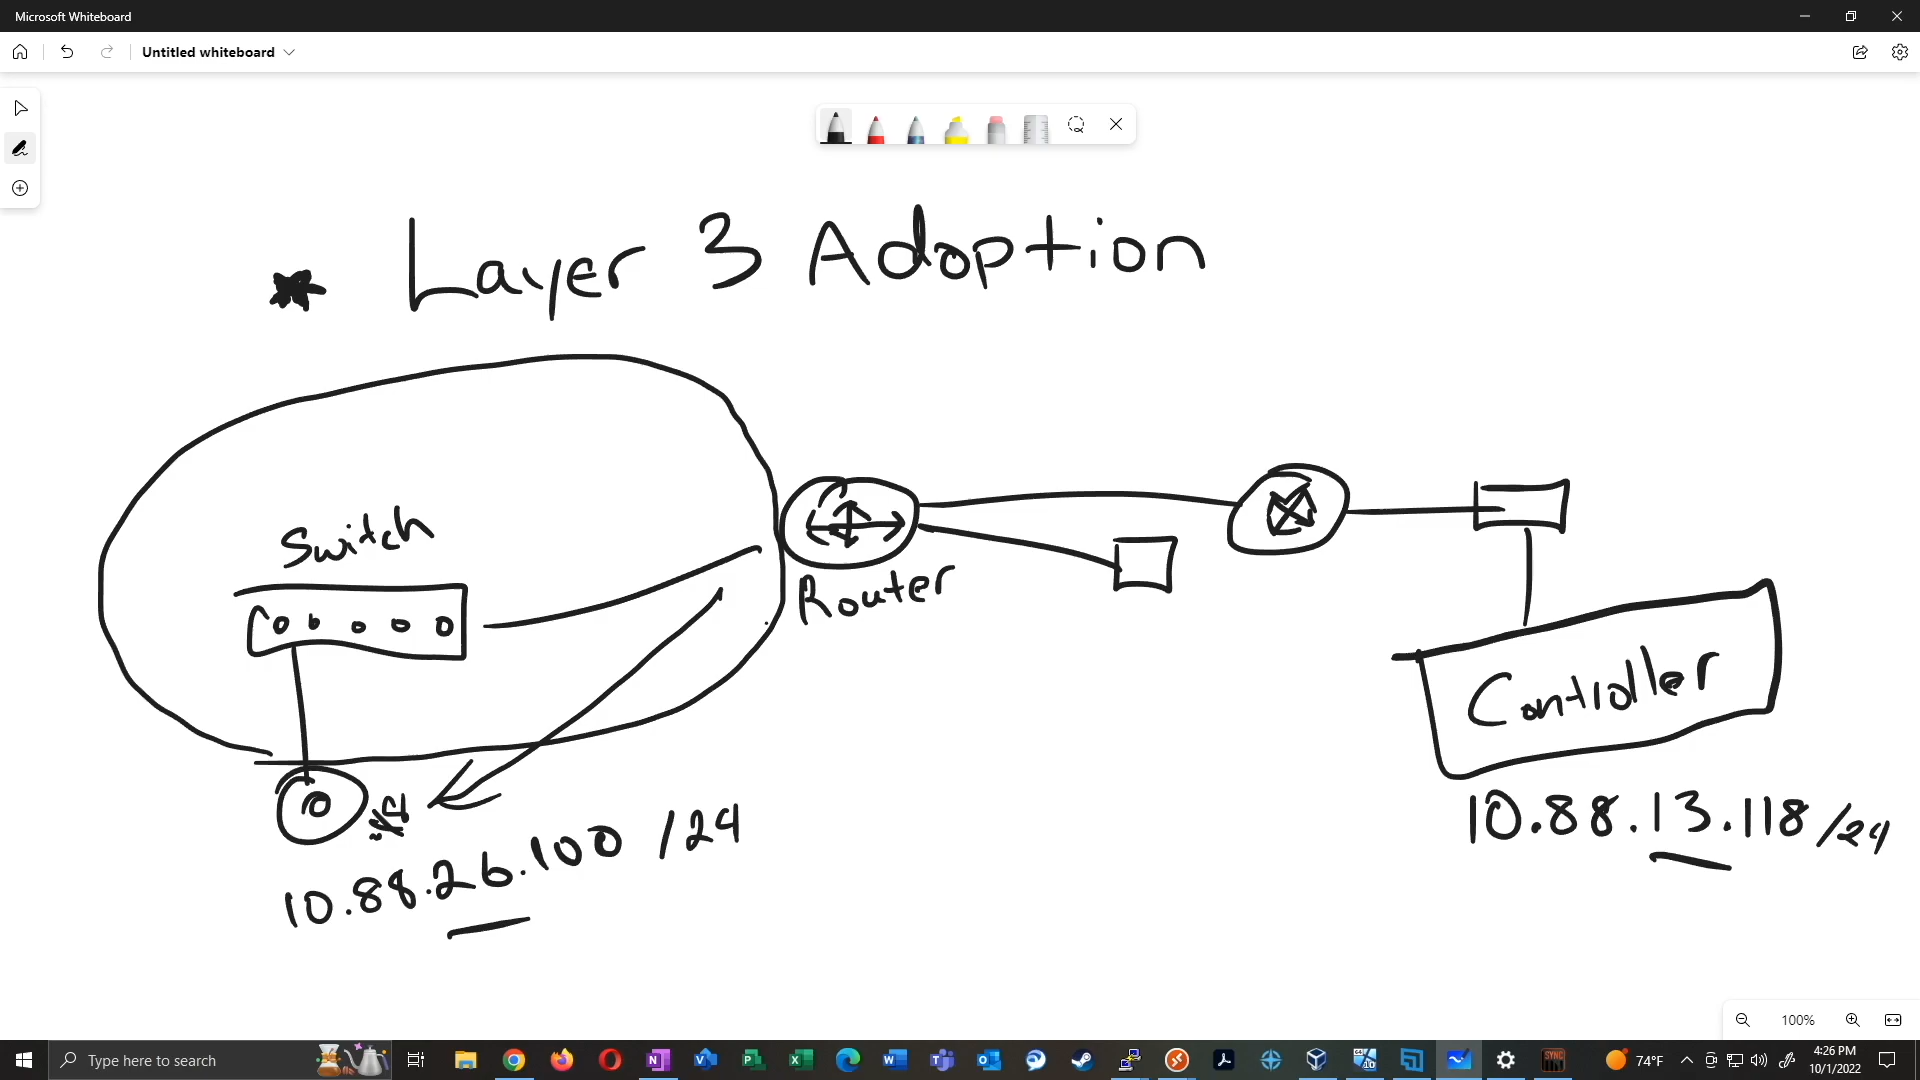 Microsoft Whiteboard
Untitled whiteboard
Layer 3 Adoption
Switch
Router
Controller
10.88.13.118/24
10.88.26.100 /24
100%
Type here to search
74°F
4:26 PM
10/1/2022